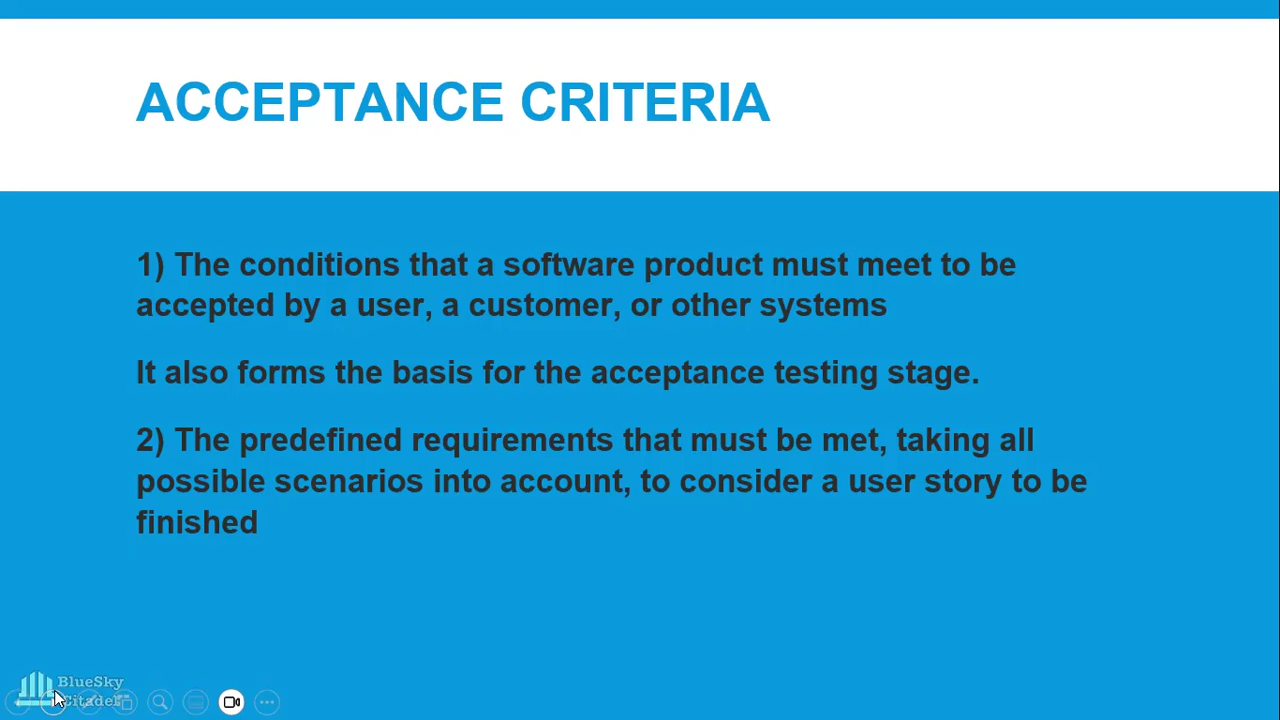 ACCEPTANCE CRITERIA
1) The conditions that a software product must meet to be
accepted by a user, a customer, or other systems
It also forms the basis for the acceptance testing stage.
2) The predefined requirements that must be met, taking all
possible scenarios into account, to consider a user story to be
finished
BlueSky
Citadel